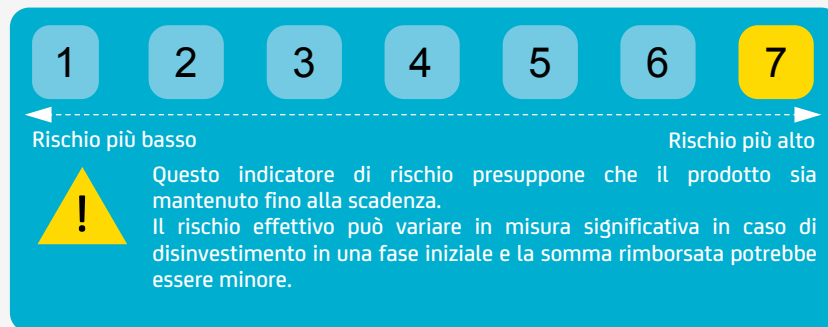 1 2 3 4 5 6 7
Rischio più basso Rischio più alto
!
Questo indicatore di rischio presuppone che il prodotto sia
mantenuto fino alla scadenza.
Il rischio effettivo può variare in misura significativa in caso di
disinvestimento in una fase iniziale e la somma rimborsata potrebbe
essere minore.